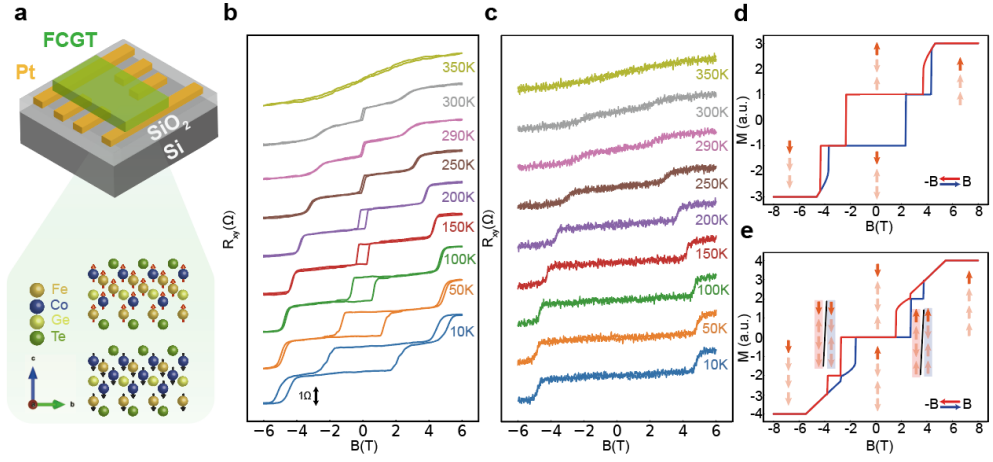 a
FCGT
Pt
SiO2
Si
Fe
Co
Ge
Te
c
b
b
Rxy(Ω)
350K
300K
290K
250K
200K
150K
100K
50K
10K
1Ω
−6 −4 −2 0 2 4 6
B(T)
c
Rxy(Ω)
350K
300K
290K
250K
200K
150K
100K
50K
10K
−6 −4 −2 0 2 4 6
B(T)
d
M (a.u.)
3
2
1
0
-1
-2
-3
-B B
-8 -6 -4 -2 0 2 4 6 8
B(T)
e
M (a.u.)
4
3
2
1
0
-1
-2
-3
-4
-B B
-8 -6 -4 -2 0 2 4 6 8
B(T)